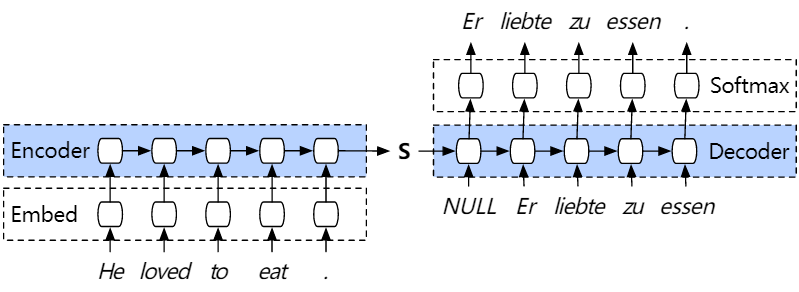 Er liebte zu essen .
Softmax
Encoder
S
Decoder
Embed
NULL Er liebte zu essen
He loved to eat .